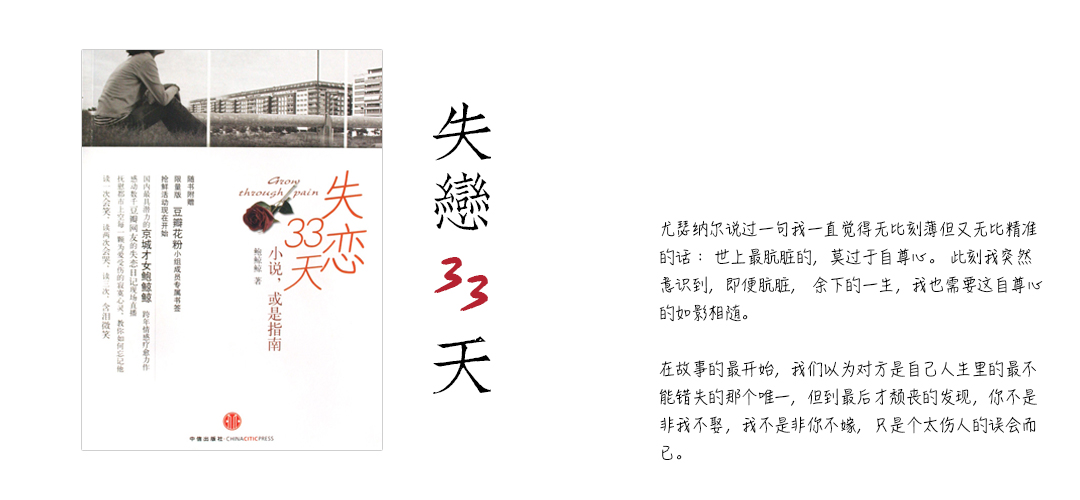 失恋
33
天
Grow
through pain
小说,或是指南
鲍鲸鲸 著
随书附赠
限量版 豆瓣花粉小组成员专属书签
抢鲜活动现在开始
国内最具潜力的京城才女鲍鲸鲸 跨年情感疗愈力作
感动数千豆瓣网友的失恋日记现场直播
抚慰都市上空每一颗为爱受伤的寂寞心灵,教你如何忘记他
读一次会哭,读两次会笑,读三次,含泪微笑
中信出版社·CHINACITICPRESS
失戀33天
尤瑟纳尔说过一句我一直觉得无比刻薄但又无比精准
的话:世上最肮脏的,莫过于自尊心。 此刻我突然
意识到,即便肮脏, 余下的一生,我也需要这自尊心
的如影相随。
在故事的最开始,我们以为对方是自己人生里的最不
能错失的那个唯一,但到最后才颓丧的发现,你不是
非我不娶,我不是非你不嫁,只是个太伤人的误会而
已。